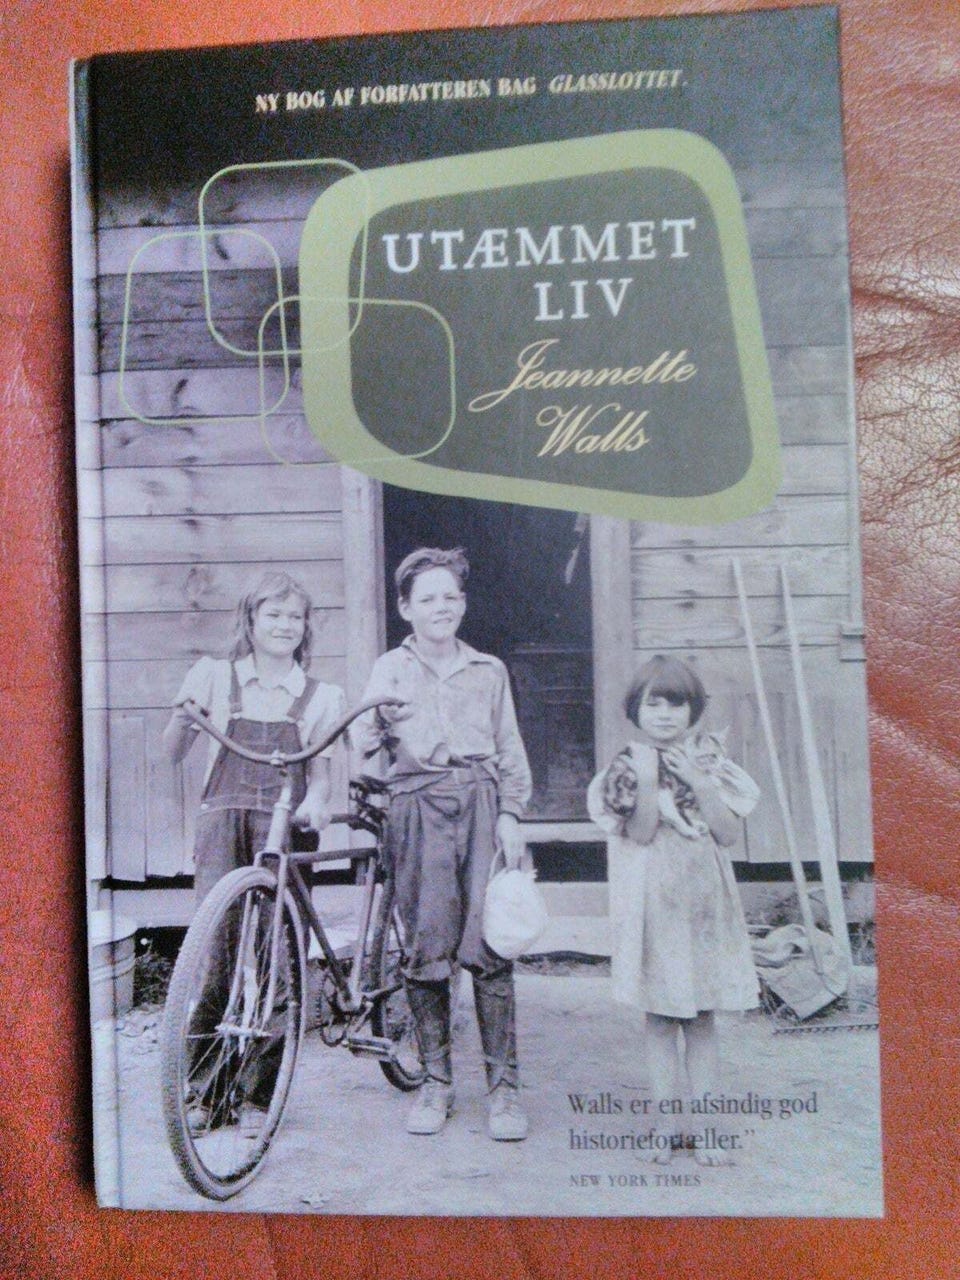 NY BOG AF FORFATTEREN BAG GLASSLOTTET.
UTÆMMET
LIV
Jeannette
Walls
Walls er en afsindig god
historiefortæller.”
NEW YORK TIMES